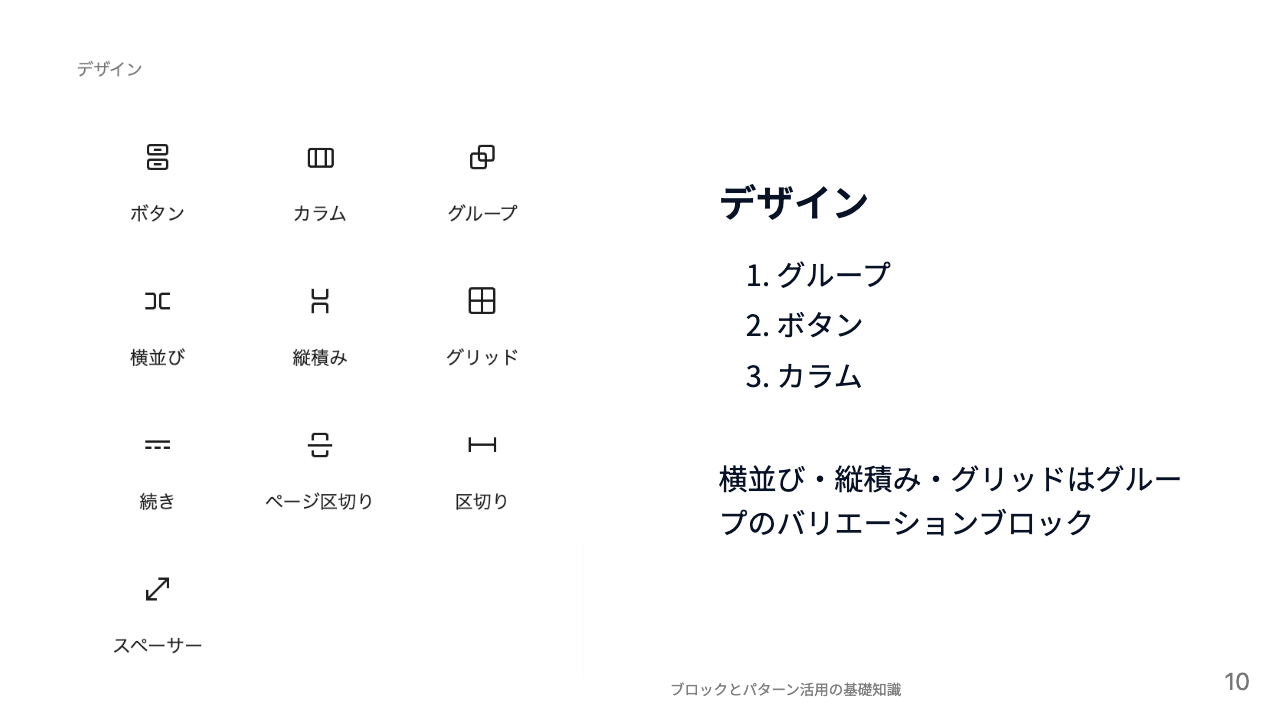 デザイン
ボタン
カラム
グループ
横並び
縦積み
グリッド
続き
ページ区切り
区切り
スペーサー
デザイン
1. グループ
2. ボタン
3. カラム
横並び・縦積み・グリッドはグルー
プのバリエーションブロック
ブロックとパターン活用の基礎知識
10